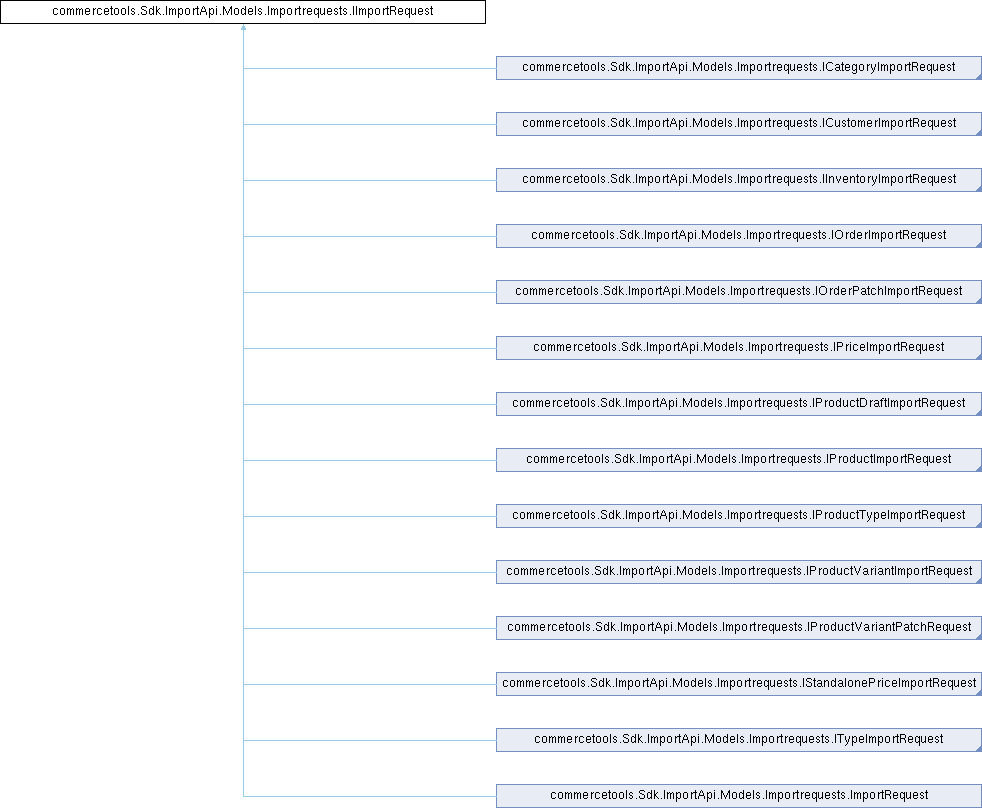 commercetools.Sdk.ImportApi.Models.Importrequests.IImportRequest
commercetools.Sdk.ImportApi.Models.Importrequests.ICategoryImportRequest
commercetools.Sdk.ImportApi.Models.Importrequests.ICustomerImportRequest
commercetools.Sdk.ImportApi.Models.Importrequests.IInventoryImportRequest
commercetools.Sdk.ImportApi.Models.Importrequests.IOrderImportRequest
commercetools.Sdk.ImportApi.Models.Importrequests.IOrderPatchImportRequest
commercetools.Sdk.ImportApi.Models.Importrequests.IPriceImportRequest
commercetools.Sdk.ImportApi.Models.Importrequests.IProductDraftImportRequest
commercetools.Sdk.ImportApi.Models.Importrequests.IProductImportRequest
commercetools.Sdk.ImportApi.Models.Importrequests.IProductTypeImportRequest
commercetools.Sdk.ImportApi.Models.Importrequests.IProductVariantImportRequest
commercetools.Sdk.ImportApi.Models.Importrequests.IProductVariantPatchRequest
commercetools.Sdk.ImportApi.Models.Importrequests.IStandalonePriceImportRequest
commercetools.Sdk.ImportApi.Models.Importrequests.ITypeImportRequest
commercetools.Sdk.ImportApi.Models.Importrequests.ImportRequest